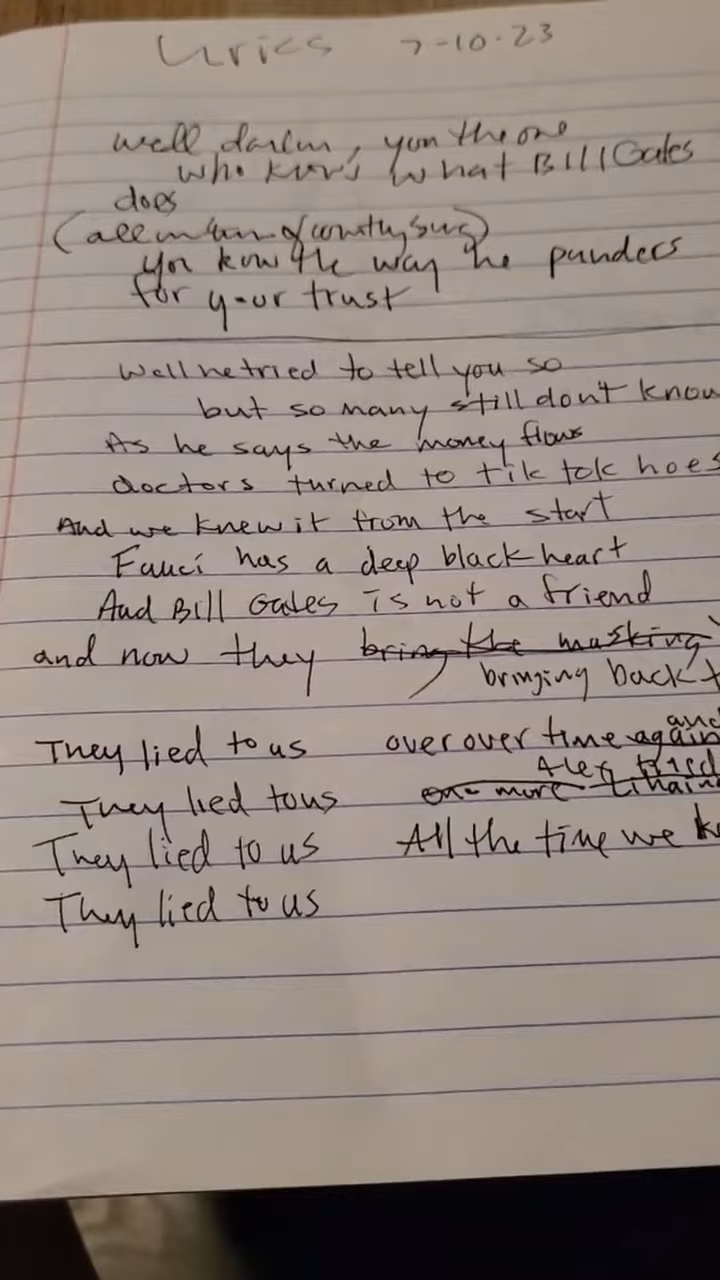 Lyrics 7-10-23
well darlin, you the one
who knows what Bill Gates
does
you know the way he panders
for your trust
Well he tried to tell you so
but so many still don't know
As he says the money flows
doctors turned to tik tok hoes
And we knew it from the start
Fauci has a deep black heart
And Bill Gates is not a friend
and now they bring the masking
bringing back
and
They lied to us over over time again
Alex tried
They lied to us one more
They lied to us All the time we
They lied to us